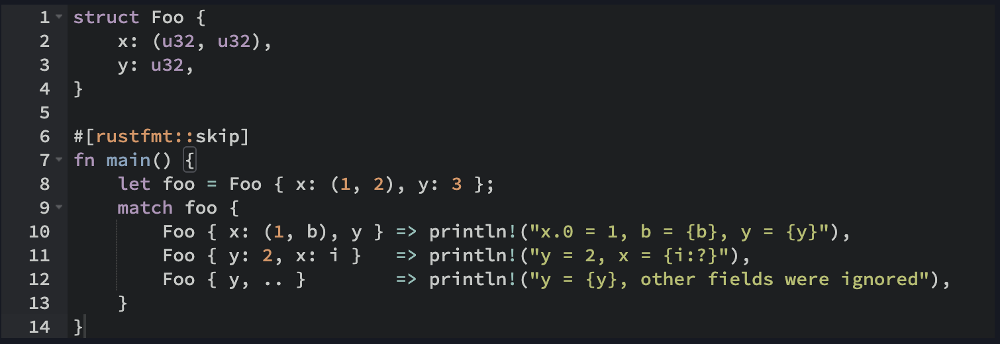 1 struct Foo {
2     x: (u32, u32),
3     y: u32,
4 }
5
6 #[rustfmt::skip]
7 fn main() {
8     let foo = Foo { x: (1, 2), y: 3 };
9     match foo {
10         Foo { x: (1, b), y } => println!("x.0 = 1, b = {b}, y = {y}"),
11         Foo { y: 2, x: i }   => println!("y = 2, x = {i:?}"),
12         Foo { y, .. }        => println!("y = {y}, other fields were ignored"),
13     }
14 }